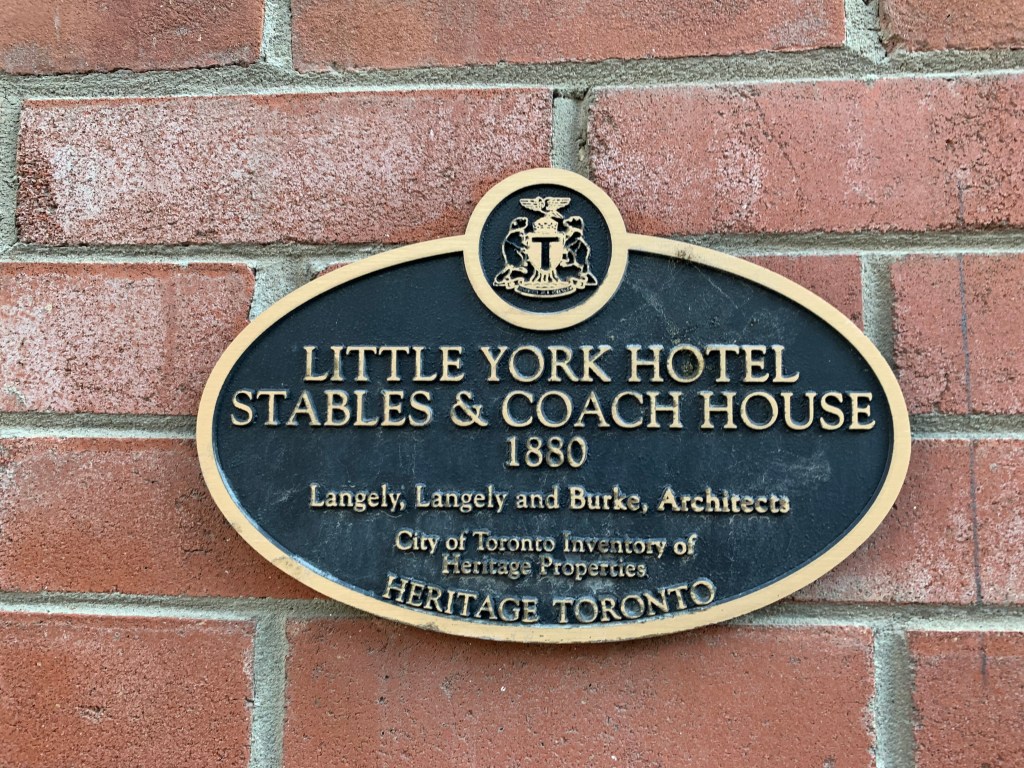 T
LITTLE YORK HOTEL
STABLES & COACH HOUSE
1880
Langely, Langely and Burke, Architects
City of Toronto Inventory of
Heritage Properties
HERITAGE TORONTO